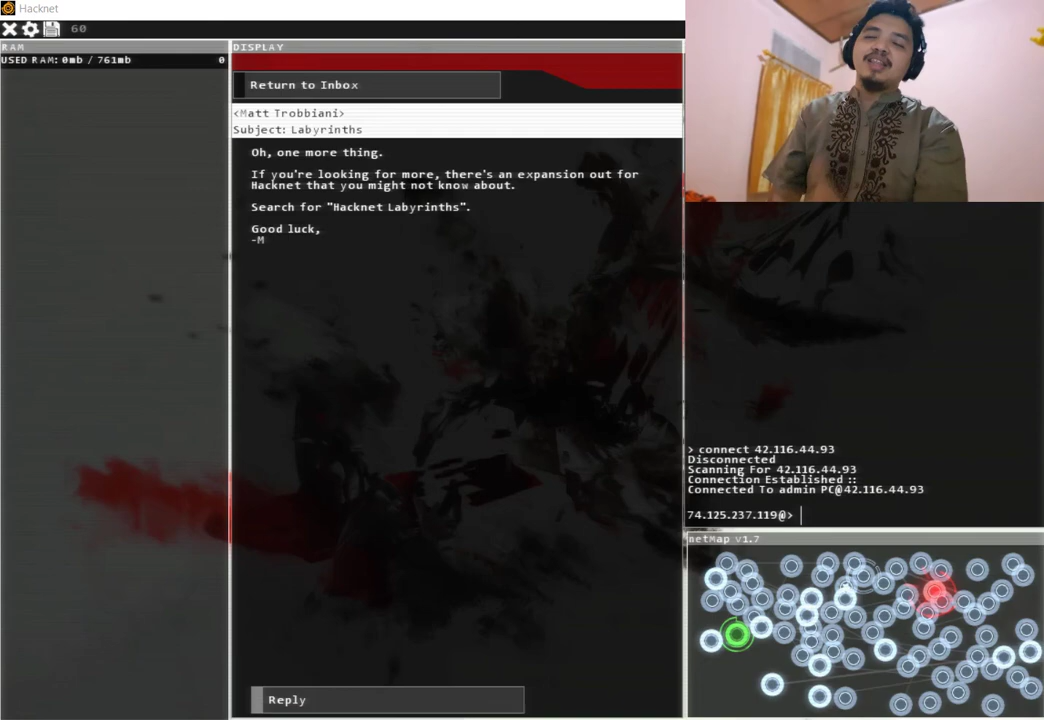 Hacknet
60
RAM
USED RAM: 0mb / 761mb 0
DISPLAY
Return to Inbox
<Matt Trobbiani>
Subject: Labyrinths
Oh, one more thing.
If you're looking for more, there's an expansion out for
Hacknet that you might not know about.
Search for "Hacknet Labyrinths".
Good luck,
-M
Reply
> connect 42.116.44.93
Disconnected
Scanning For 42.116.44.93
Connection Established ::
Connected To admin PC@42.116.44.93
74.125.237.119@>
netMap v1.7